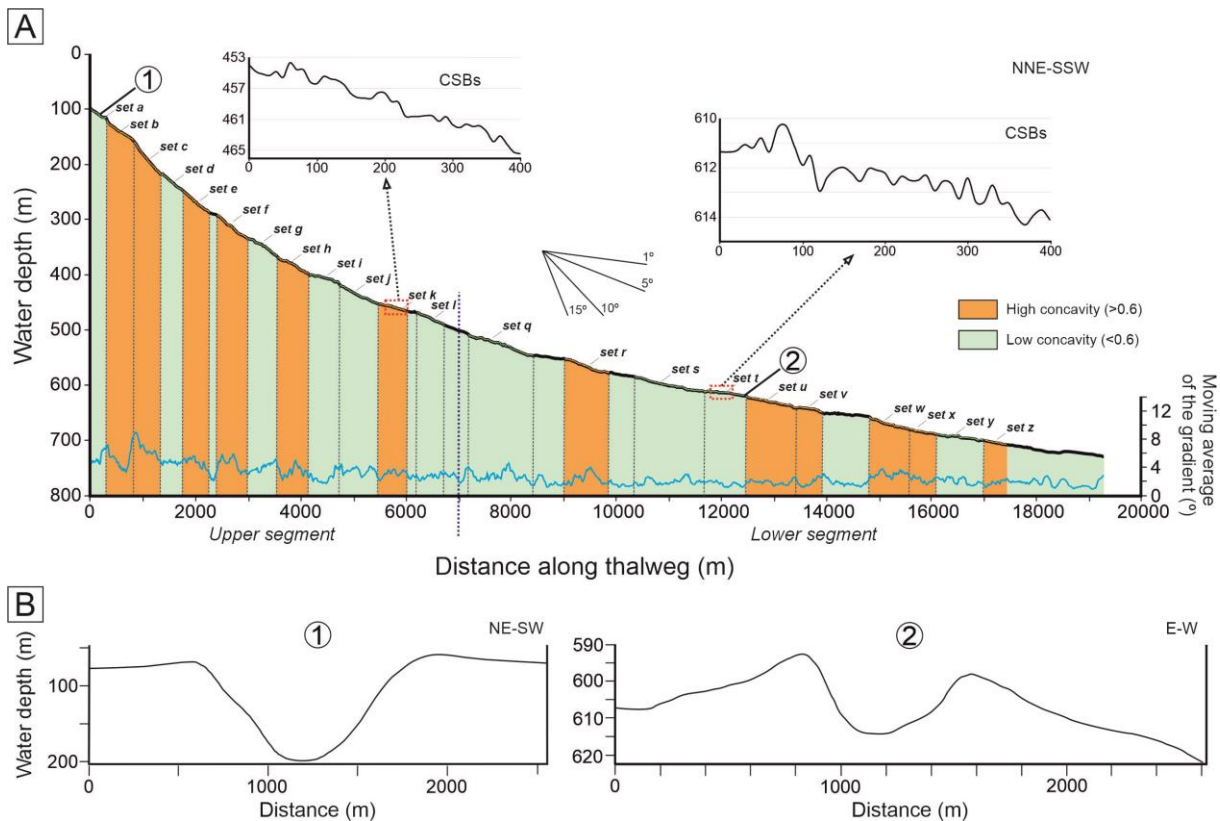 A
NNE-SSW
Water depth (m)
0
100
200
300
400
500
600
700
800
1
set a
set b
set c
set d
set e
set f
set g
set h
set i
set j
set k
set l
set q
set r
set s
set t
set u
set v
set w
set x
set y
set z
2
CSBs
453
457
461
465
0 100 200 300 400
CSBs
610
612
614
0 100 200 300 400
1º
5º
10º
15º
High concavity (>0.6)
Low concavity (<0.6)
Moving average
of the gradient (º)
12
8
4
0
0 2000 4000 6000 8000 10000 12000 14000 16000 18000 20000
Upper segment Lower segment
Distance along thalweg (m)
B
1
NE-SW
Water depth (m)
100
200
0 1000 2000
Distance (m)
2
E-W
590
600
610
620
0 1000 2000
Distance (m)